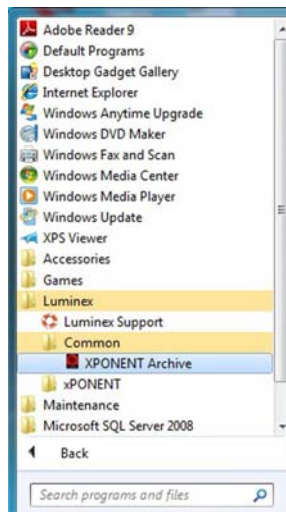 Adobe Reader 9
Default Programs
Desktop Gadget Gallery
Internet Explorer
Windows Anytime Upgrade
Windows DVD Maker
Windows Fax and Scan
Windows Media Center
Windows Media Player
Windows Update
XPS Viewer
Accessories
Games
Luminex
Luminex Support
Common
XPONENT Archive
xPONENT
Maintenance
Microsoft SQL Server 2008
Back
Search programs and files